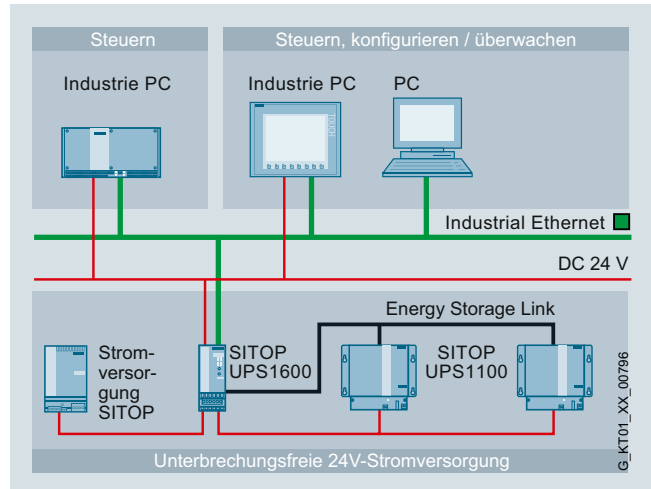 Steuern
Steuern, konfigurieren / überwachen
Industrie PC
Industrie PC
PC
TOUCH
Industrial Ethernet
DC 24 V
Energy Storage Link
Strom-
versor-
gung
SITOP
SITOP
UPS1600
SITOP
UPS1100
G_KT01_XX_00796
Unterbrechungsfreie 24V-Stromversorgung